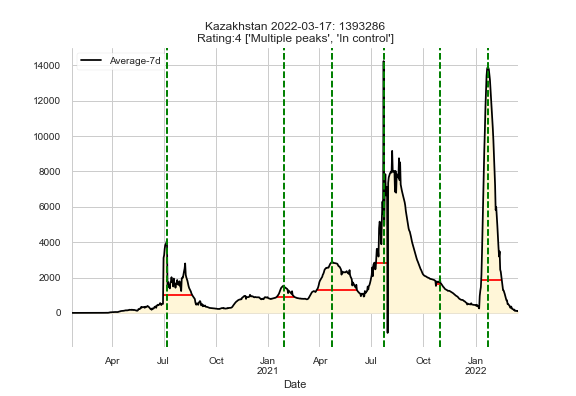 Kazakhstan 2022-03-17: 1393286
Rating:4 ['Multiple peaks', 'In control']
Average-7d
14000
12000
10000
8000
6000
4000
2000
0
Apr Jul Oct Jan Apr Jul Oct Jan
2021 2022
Date